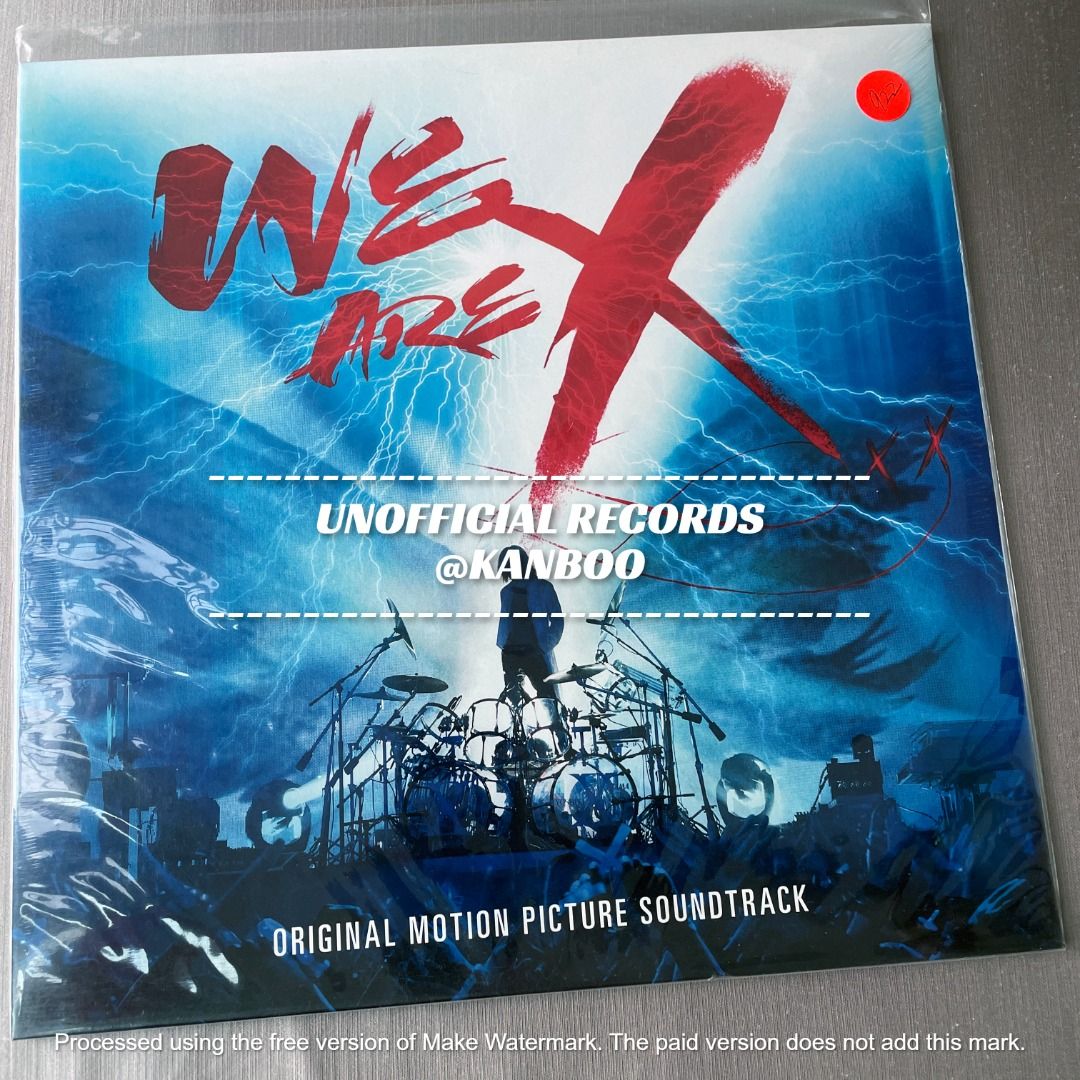 WE
ARE
X
X X
UNOFFICIAL RECORDS
@KANBOO
ORIGINAL MOTION PICTURE SOUNDTRACK
Processed using the free version of Make Watermark. The paid version does not add this mark.